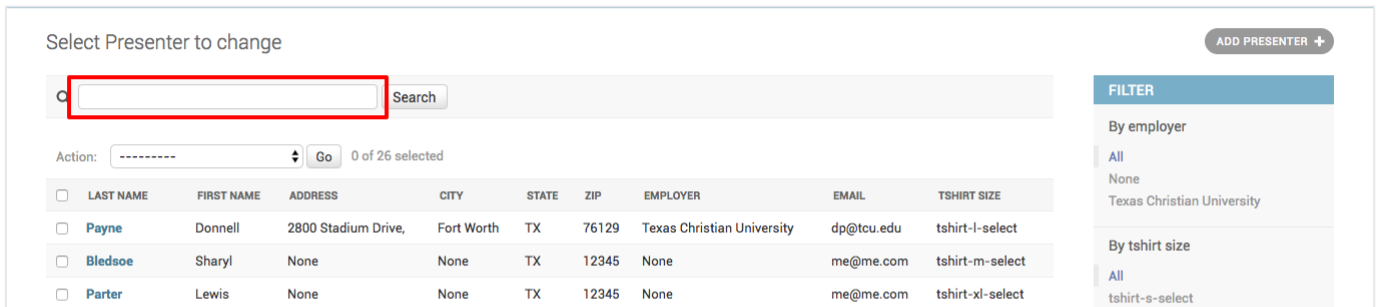 Select Presenter to change
ADD PRESENTER +
Search
FILTER
By employer
Action: --------- Go 0 of 26 selected
All
None
Texas Christian University
LAST NAME FIRST NAME ADDRESS CITY STATE ZIP EMPLOYER EMAIL TSHIRT SIZE
Payne Donnell 2800 Stadium Drive, Fort Worth TX 76129 Texas Christian University dp@tcu.edu tshirt-l-select
Bledsoe Sharyl None None TX 12345 None me@me.com tshirt-m-select
Parter Lewis None None TX 12345 None me@me.com tshirt-xl-select
By tshirt size
All
tshirt-s-select